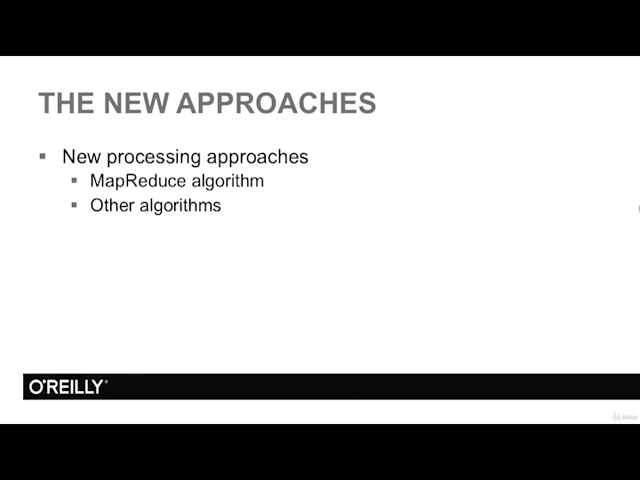 THE NEW APPROACHES
▪ New processing approaches
▪ MapReduce algorithm
▪ Other algorithms
O'REILLY®